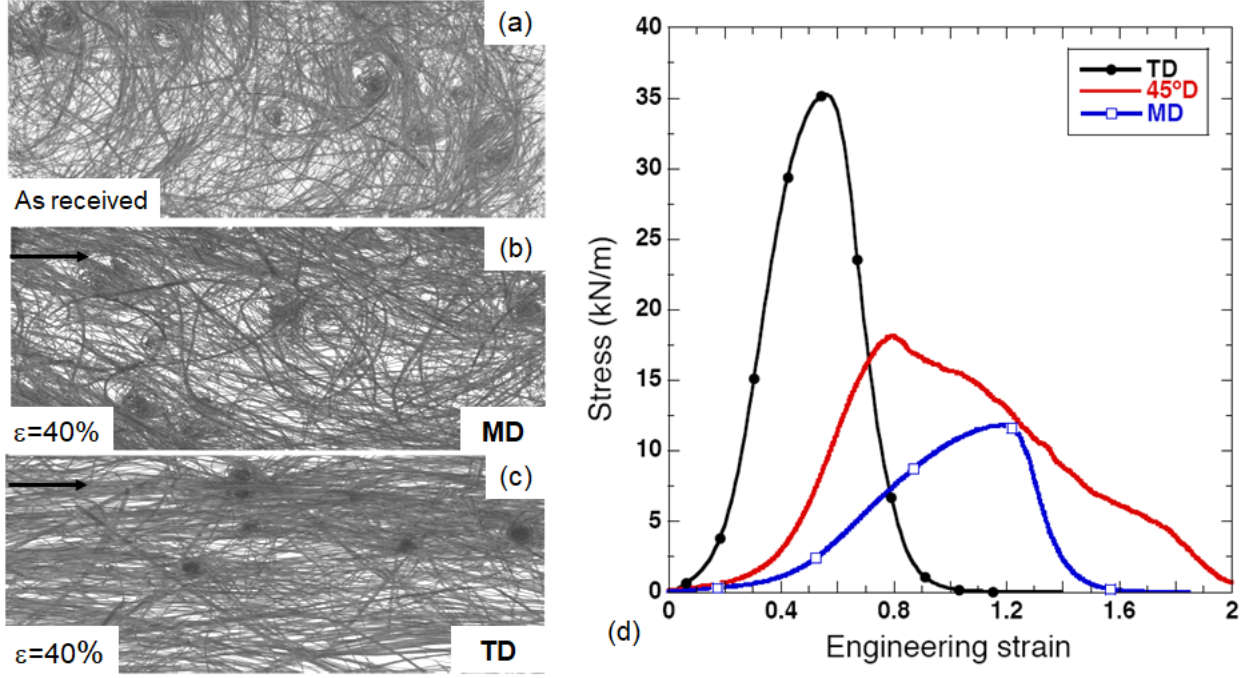 (a)
As received
(b)
ε=40%
MD
(c)
ε=40%
TD
40
35
30
25
20
15
10
5
0
Stress (kN/m)
TD
45ºD
MD
0
0.4
0.8
1.2
1.6
2
(d)
Engineering strain